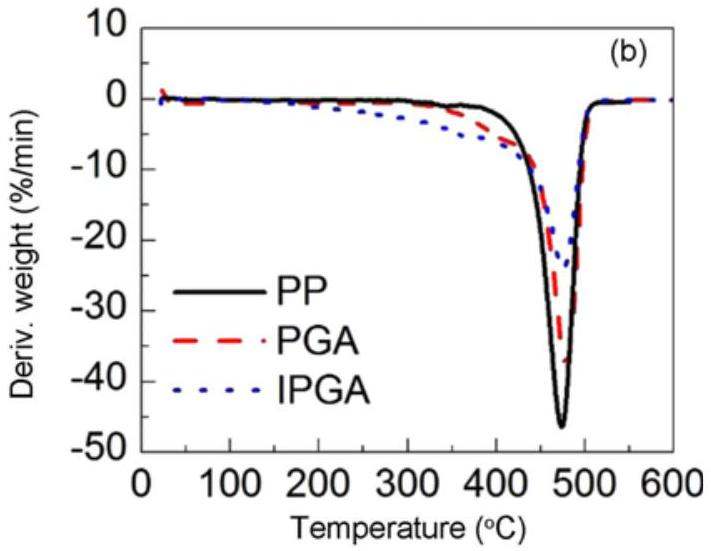 (b)
10
0
-10
-20
-30
-40
-50
Deriv. weight (%/min)
PP
PGA
IPGA
0 100 200 300 400 500 600
Temperature (°C)